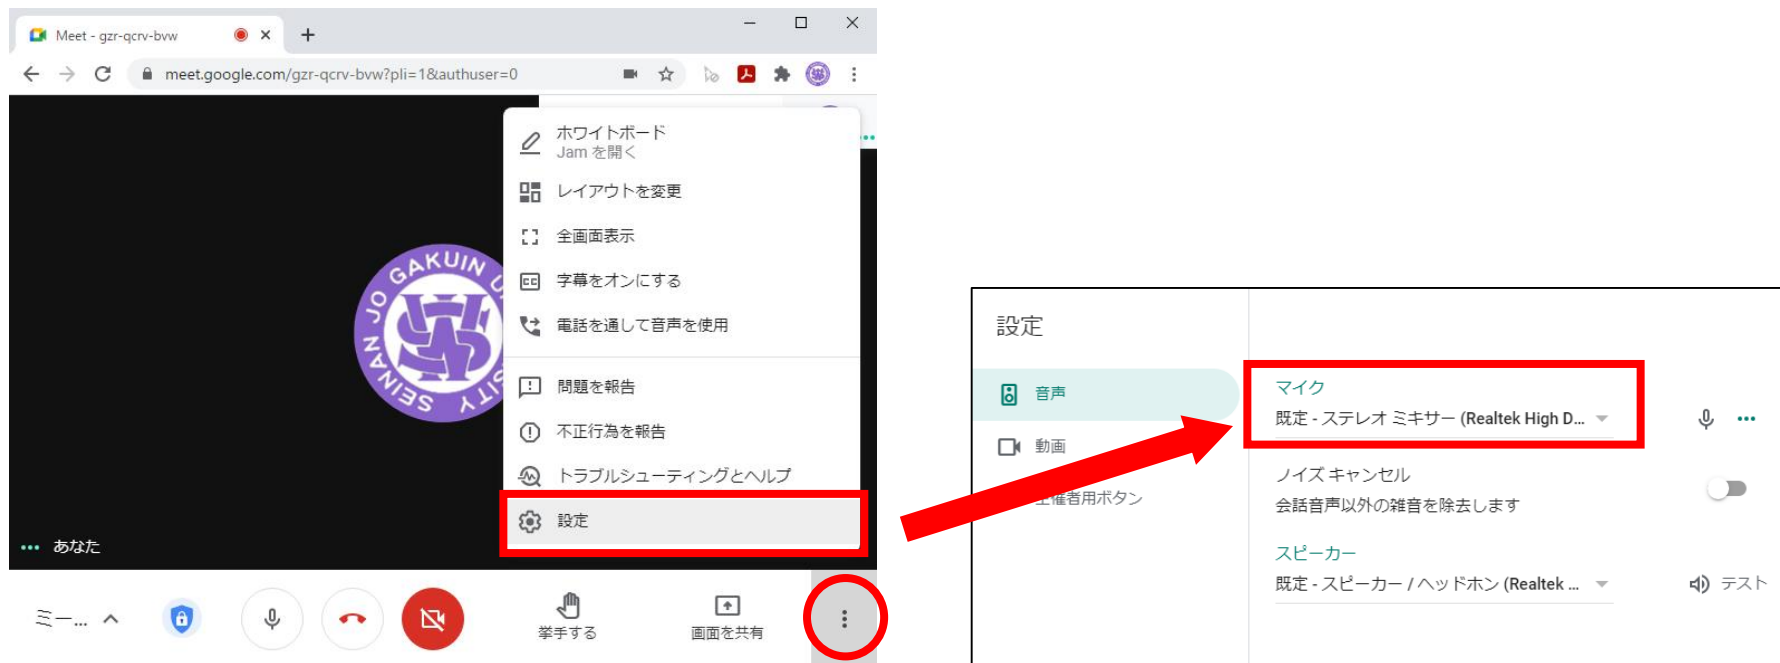 Meet - gzr-qcrv-bvw
meet.google.com/gzr-qcrv-bvw?pli=1&authuser=0
ホワイトボード
Jam を開く
レイアウトを変更
全画面表示
CC 字幕をオンにする
電話を通して音声を使用
問題を報告
不正行為を報告
トラブルシューティングとヘルプ
設定
SEINAN JO GAKUIN
SITY
あなた
ミー...
挙手する
画面を共有
設定
音声
動画
催者用ボタン
マイク
既定 - ステレオ ミキサー (Realtek High D...
ノイズ キャンセル
会話音声以外の雑音を除去します
スピーカー
既定 - スピーカー / ヘッドホン (Realtek ...
テスト